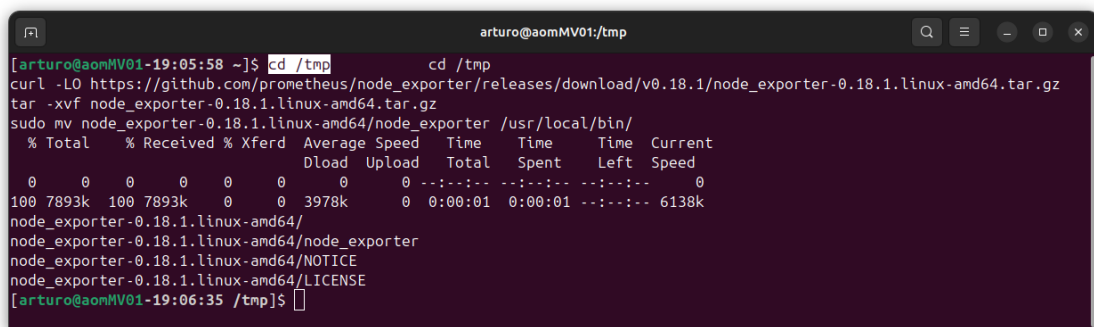 arturo@aomMV01:/tmp
[arturo@aomMV01-19:05:58 ~]$ cd /tmp           cd /tmp
curl -LO https://github.com/prometheus/node_exporter/releases/download/v0.18.1/node_exporter-0.18.1.linux-amd64.tar.gz
tar -xvf node_exporter-0.18.1.linux-amd64.tar.gz
sudo mv node_exporter-0.18.1.linux-amd64/node_exporter /usr/local/bin/
  % Total    % Received % Xferd  Average Speed   Time    Time     Time  Current
                                 Dload  Upload   Total   Spent    Left  Speed
  0     0    0     0    0     0      0      0 --:--:-- --:--:-- --:--:--     0
100 7893k  100 7893k    0     0  3978k      0  0:00:01  0:00:01 --:--:-- 6138k
node_exporter-0.18.1.linux-amd64/
node_exporter-0.18.1.linux-amd64/node_exporter
node_exporter-0.18.1.linux-amd64/NOTICE
node_exporter-0.18.1.linux-amd64/LICENSE
[arturo@aomMV01-19:06:35 /tmp]$